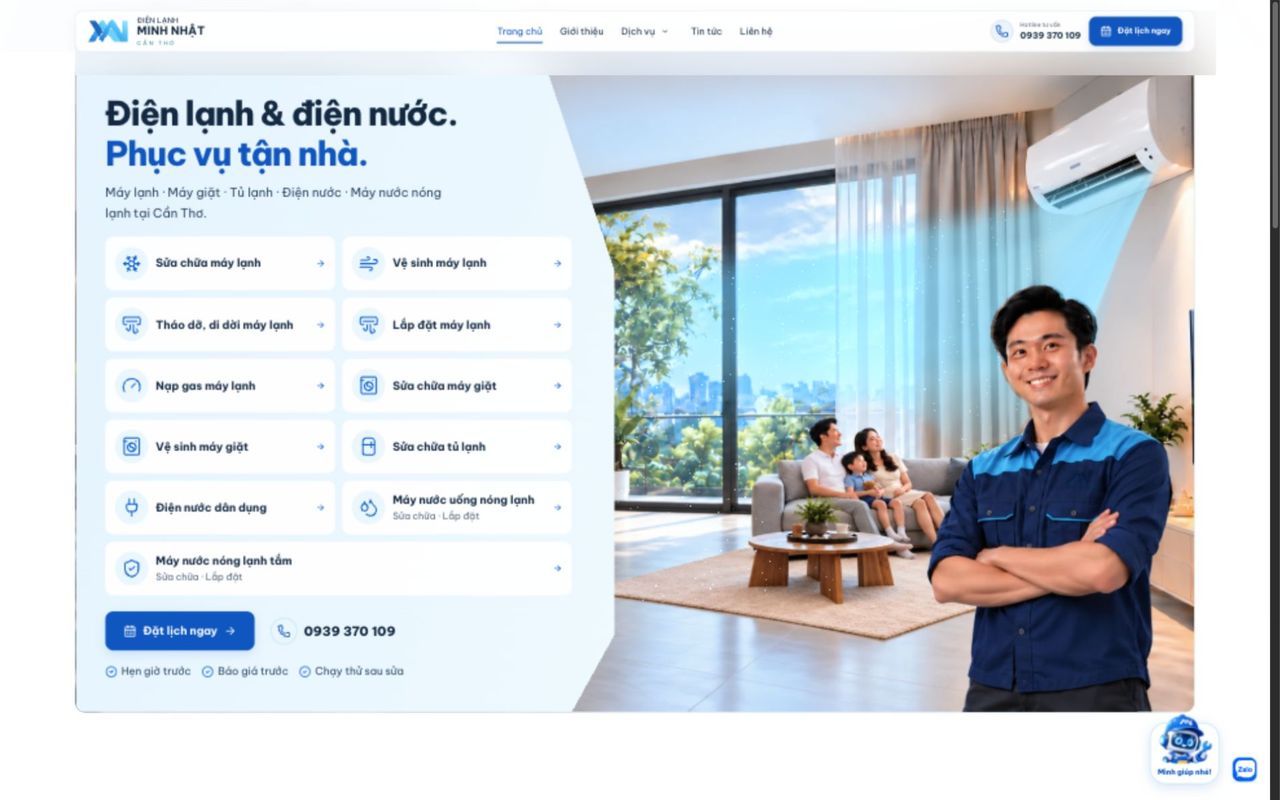 ĐIỆN LẠNH
MINH NHẬT
CẦN THƠ
Trang chủ
Giới thiệu
Dịch vụ
Tin tức
Liên hệ
Hotline tư vấn
0939 370 109
Đặt lịch ngay
Điện lạnh & điện nước.
Phục vụ tận nhà.
Máy lạnh · Máy giặt · Tủ lạnh · Điện nước · Máy nước nóng
lạnh tại Cần Thơ.
Sửa chữa máy lạnh
Vệ sinh máy lạnh
Tháo dỡ, di dời máy lạnh
Lắp đặt máy lạnh
Nạp gas máy lạnh
Sửa chữa máy giặt
Vệ sinh máy giặt
Sửa chữa tủ lạnh
Điện nước dân dụng
Máy nước uống nóng lạnh
Sửa chữa · Lắp đặt
Máy nước nóng lạnh tắm
Sửa chữa · Lắp đặt
Đặt lịch ngay
0939 370 109
Hẹn giờ trước
Báo giá trước
Chạy thử sau sửa
Minh giúp nhé!
Zalo